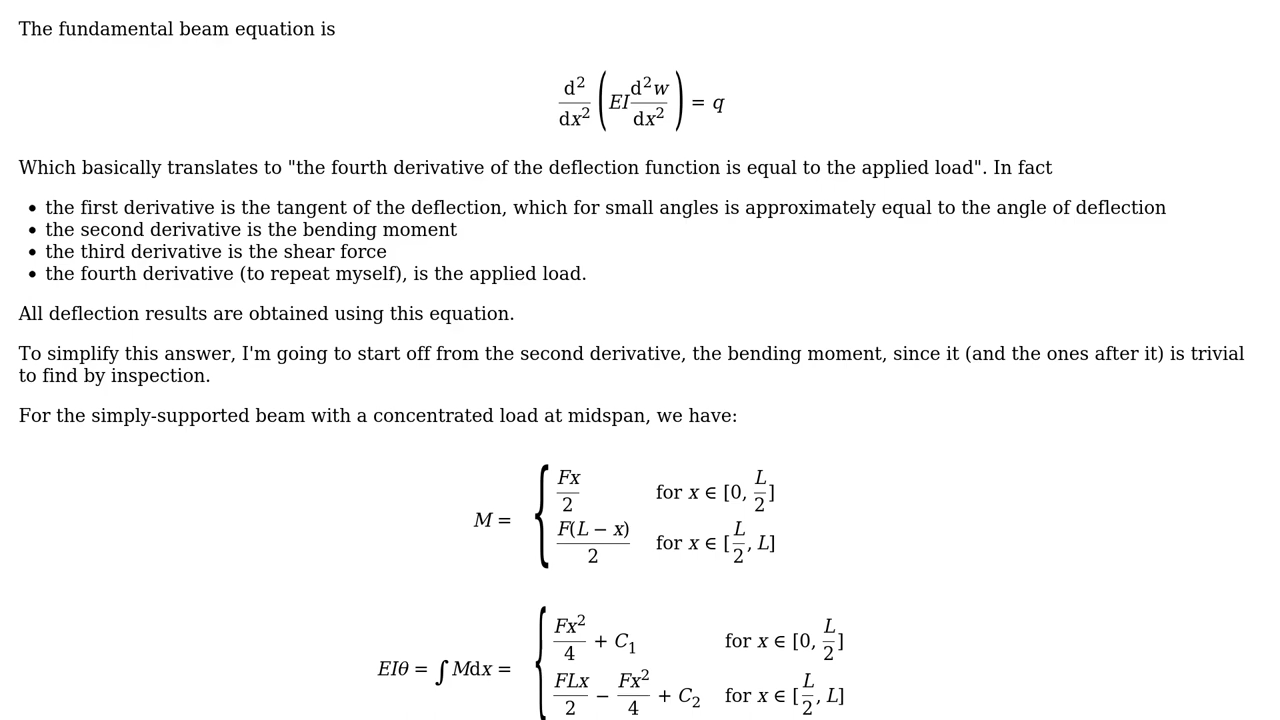 The fundamental beam equation is
d²/dx² (EI d²w/dx²) = q
Which basically translates to "the fourth derivative of the deflection function is equal to the applied load". In fact
• the first derivative is the tangent of the deflection, which for small angles is approximately equal to the angle of deflection
• the second derivative is the bending moment
• the third derivative is the shear force
• the fourth derivative (to repeat myself), is the applied load.
All deflection results are obtained using this equation.
To simplify this answer, I'm going to start off from the second derivative, the bending moment, since it (and the ones after it) is trivial
to find by inspection.
For the simply-supported beam with a concentrated load at midspan, we have:
M = { Fx/2 for x ∈ [0, L/2]
F(L − x)/2 for x ∈ [L/2, L]
EIθ = ∫ Mdx = { Fx²/4 + C₁ for x ∈ [0, L/2]
FLx/2 − Fx²/4 + C₂ for x ∈ [L/2, L]